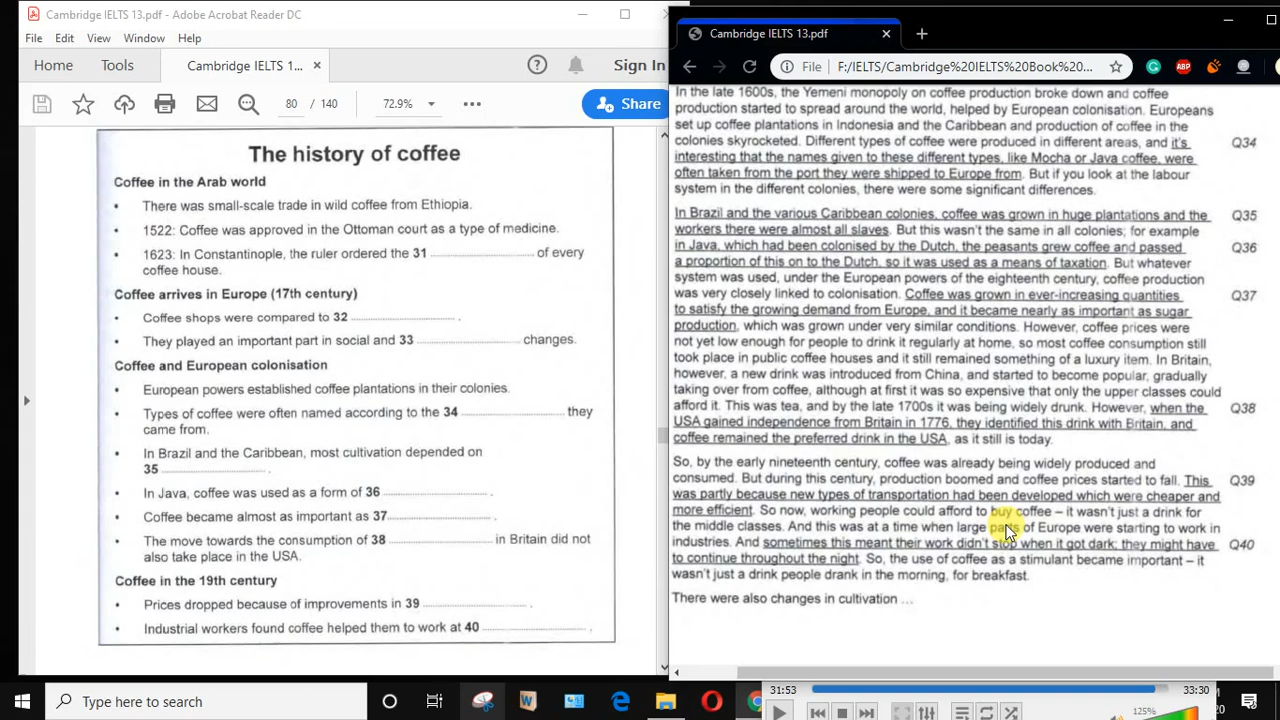 Cambridge IELTS 13.pdf - Adobe Acrobat Reader DC
File Edit View Window Help
Home Tools Cambridge IELTS 1... Sign In
80 / 140 72.9% Share
The history of coffee
Coffee in the Arab world
• There was small-scale trade in wild coffee from Ethiopia.
• 1522: Coffee was approved in the Ottoman court as a type of medicine.
• 1623: In Constantinople, the ruler ordered the 31 .............................. of every
coffee house.
Coffee arrives in Europe (17th century)
• Coffee shops were compared to 32 .............................. .
• They played an important part in social and 33 .............................. changes.
Coffee and European colonisation
• European powers established coffee plantations in their colonies.
• Types of coffee were often named according to the 34 .............................. they
came from.
• In Brazil and the Caribbean, most cultivation depended on
35 .............................. .
• In Java, coffee was used as a form of 36 .............................. .
• Coffee became almost as important as 37 .............................. .
• The move towards the consumption of 38 .............................. in Britain did not
also take place in the USA.
Coffee in the 19th century
• Prices dropped because of improvements in 39 .............................. .
• Industrial workers found coffee helped them to work at 40 .............................. .
Cambridge IELTS 13.pdf
File F:/IELTS/Cambridge%20IELTS%20Book%20... ABP
In the late 1600s, the Yemeni monopoly on coffee production broke down and coffee
production started to spread around the world, helped by European colonisation. Europeans
set up coffee plantations in Indonesia and the Caribbean and production of coffee in the
colonies skyrocketed. Different types of coffee were produced in different areas, and it's Q34
interesting that the names given to these different types, like Mocha or Java coffee, were
often taken from the port they were shipped to Europe from. But if you look at the labour
system in the different colonies, there were some significant differences.
In Brazil and the various Caribbean colonies, coffee was grown in huge plantations and the Q35
workers there were almost all slaves. But this wasn't the same in all colonies; for example
in Java, which had been colonised by the Dutch, the peasants grew coffee and passed Q36
a proportion of this on to the Dutch, so it was used as a means of taxation. But whatever
system was used, under the European powers of the eighteenth century, coffee production
was very closely linked to colonisation. Coffee was grown in ever-increasing quantities Q37
to satisfy the growing demand from Europe, and it became nearly as important as sugar
production, which was grown under very similar conditions. However, coffee prices were
not yet low enough for people to drink it regularly at home, so most coffee consumption still
took place in public coffee houses and it still remained something of a luxury item. In Britain,
however, a new drink was introduced from China, and started to become popular, gradually
taking over from coffee, although at first it was so expensive that only the upper classes could
afford it. This was tea, and by the late 1700s it was being widely drunk. However, when the Q38
USA gained independence from Britain in 1776, they identified this drink with Britain, and
coffee remained the preferred drink in the USA, as it still is today.
So, by the early nineteenth century, coffee was already being widely produced and
consumed. But during this century, production boomed and coffee prices started to fall. This Q39
was partly because new types of transportation had been developed which were cheaper and
more efficient. So now, working people could afford to buy coffee – it wasn't just a drink for
the middle classes. And this was at a time when large parts of Europe were starting to work in
industries. And sometimes this meant their work didn't stop when it got dark; they might have Q40
to continue throughout the night. So, the use of coffee as a stimulant became important – it
wasn't just a drink people drank in the morning, for breakfast.
There were also changes in cultivation ...
Type here to search
31:53 33:30
125%
20